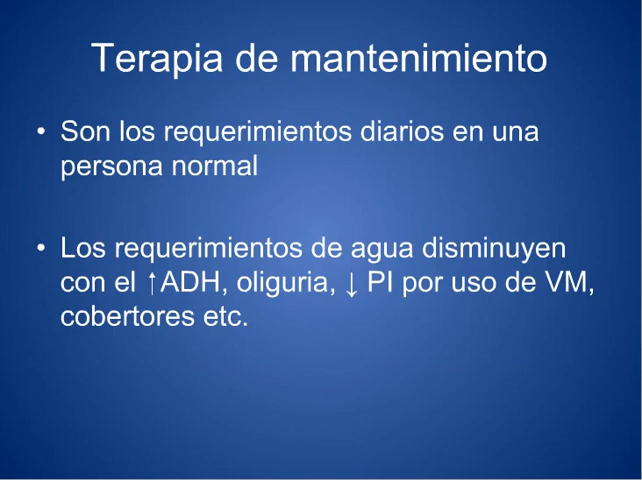 Terapia de mantenimiento
• Son los requerimientos diarios en una
persona normal
• Los requerimientos de agua disminuyen
con el ↑ADH, oliguria, ↓ PI por uso de VM,
cobertores etc.